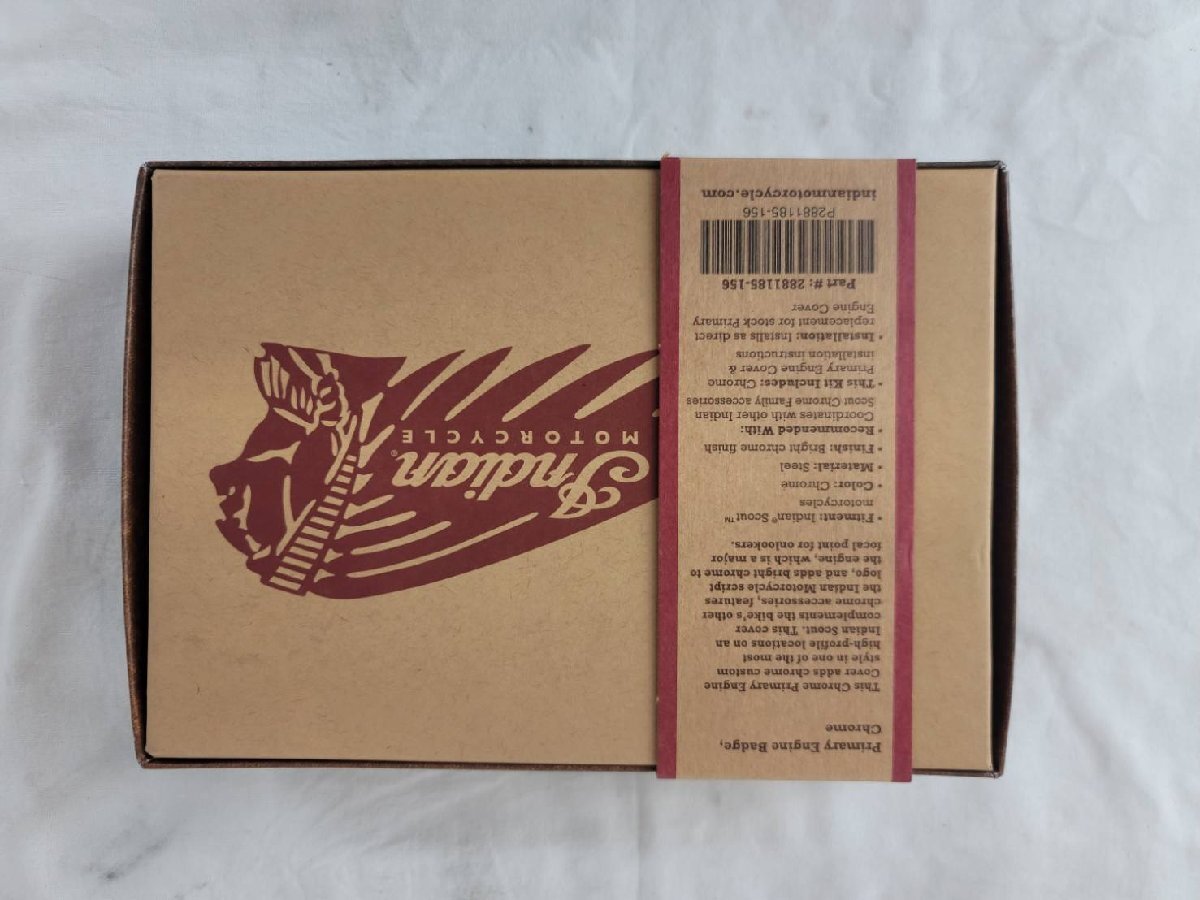 Indian®
MOTORCYCLE
Primary Engine Badge,
Chrome
This Chrome Primary Engine
Cover adds chrome custom
style in one of the most
high-profile locations on an
Indian Scout. This cover
complements the bike's other
chrome accessories, features
the Indian Motorcycle script
logo, and adds bright chrome to
the engine, which is a major
focal point for onlookers.
• Fitment: Indian® Scout™
motorcycles
• Color: Chrome
• Material: Steel
• Finish: Bright chrome finish
• Recommended With:
Coordinates with other Indian
Scout Chrome Family accessories
• This Kit Includes: Chrome
Primary Engine Cover &
installation instructions
• Installation: Installs as direct
replacement for stock Primary
Engine Cover
Part #: 2881185-156
P2881185-156
indianmotorcycle.com